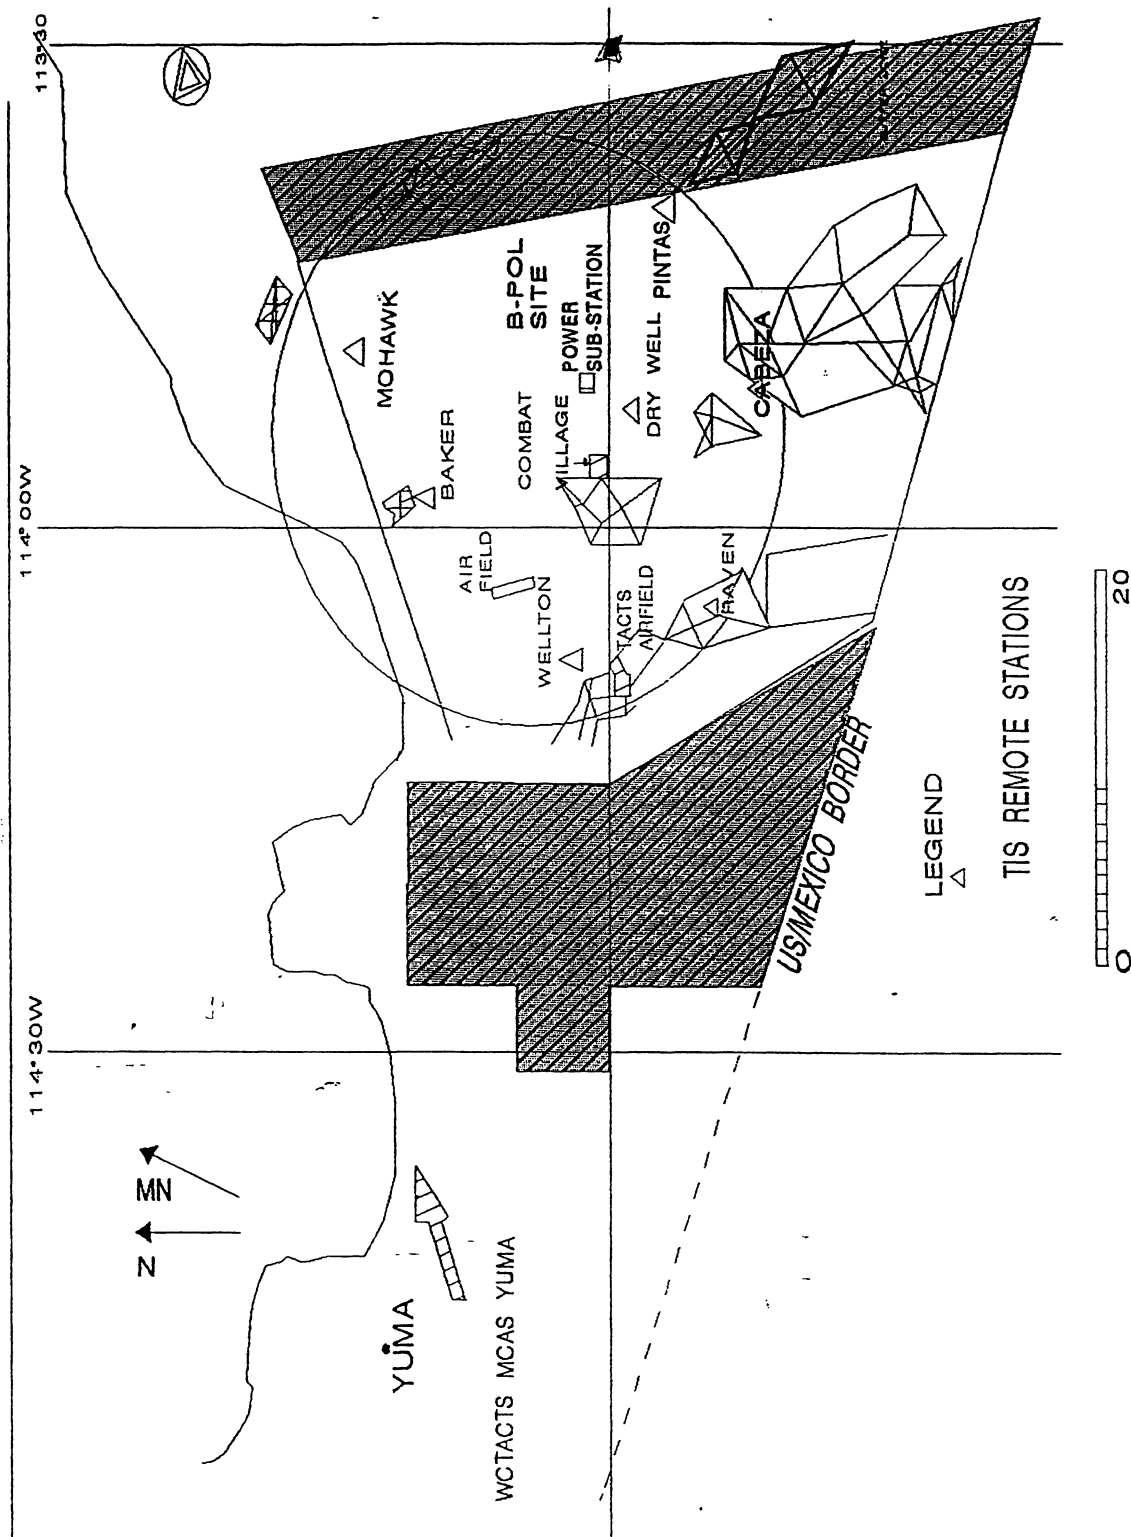 114°30W
114°00W
113°30
N
MN
YUMA
WCTACTS MCAS YUMA
MOHAWK
BAKER
B-POL
SITE
COMBAT
VILLAGE
POWER
SUB-STATION
AIR
FIELD
WELLTON
TACTS
AIRFIELD
DRY WELL PINTAS
RAVEN
CABEZA
US/MEXICO BORDER
LEGEND
TIS REMOTE STATIONS
0
20